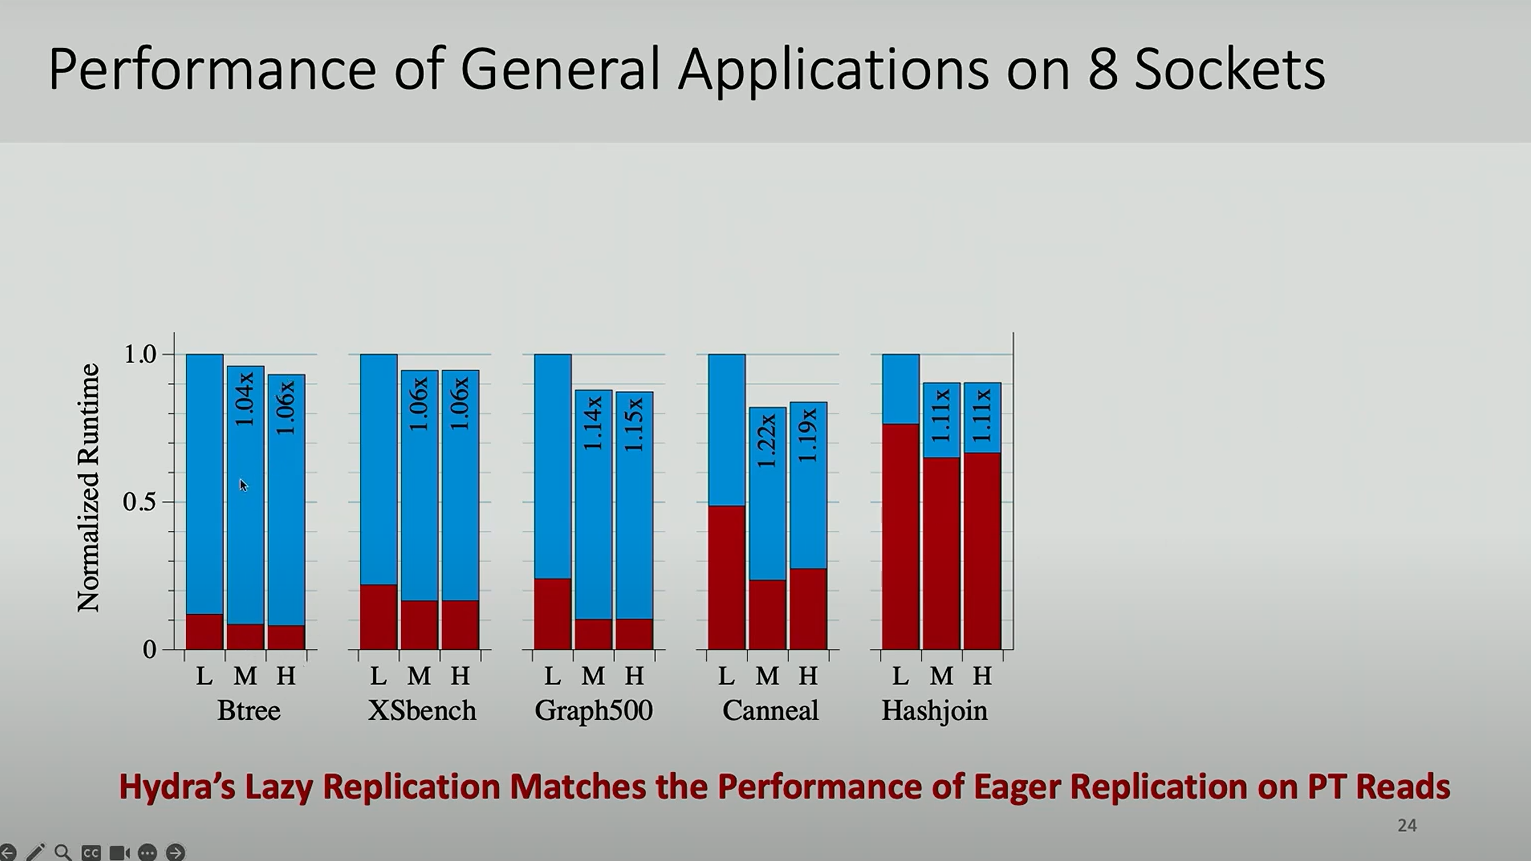 Performance of General Applications on 8 Sockets
Normalized Runtime
1.0
0.5
0
1.04x
1.06x
1.06x
1.06x
1.14x
1.15x
1.22x
1.19x
1.11x
1.11x
L M H
L M H
L M H
L M H
L M H
Btree
XSbench
Graph500
Canneal
Hashjoin
Hydra's Lazy Replication Matches the Performance of Eager Replication on PT Reads
24
CC